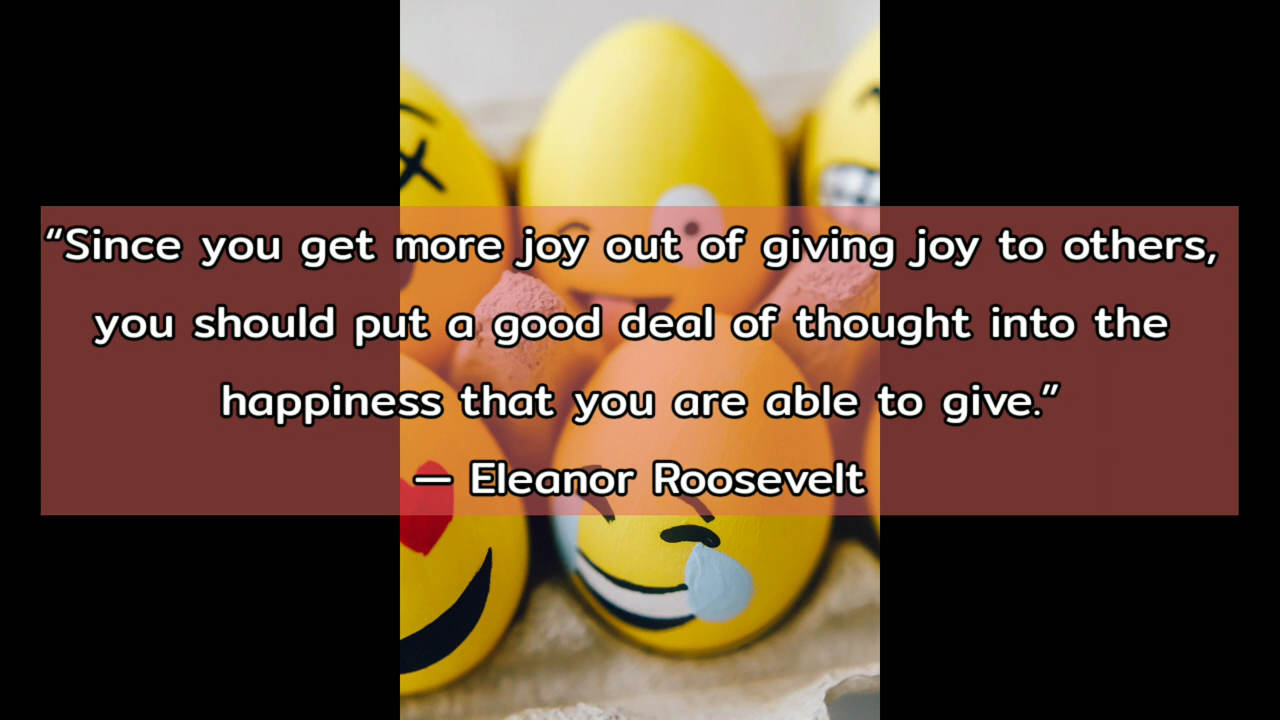 “Since you get more joy out of giving joy to others,
you should put a good deal of thought into the
happiness that you are able to give.”
— Eleanor Roosevelt